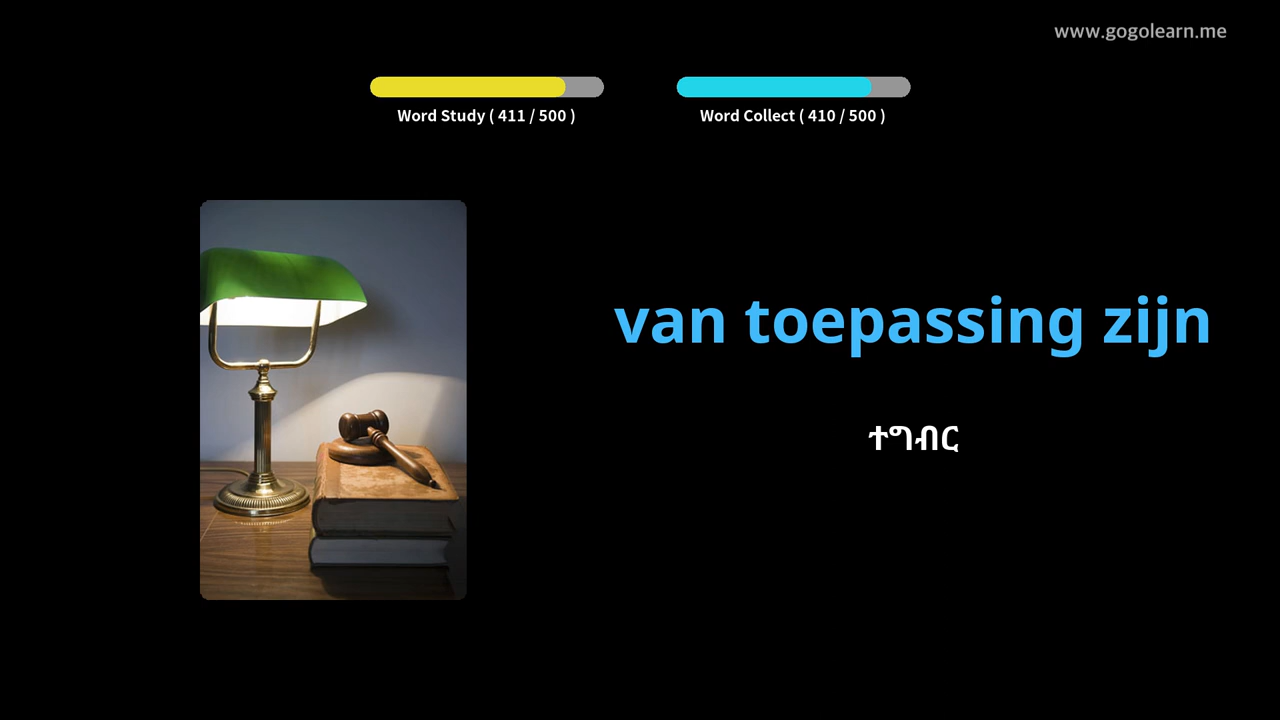 www.gogolearn.me
Word Study ( 411 / 500 )
Word Collect ( 410 / 500 )
van toepassing zijn
ተግብር